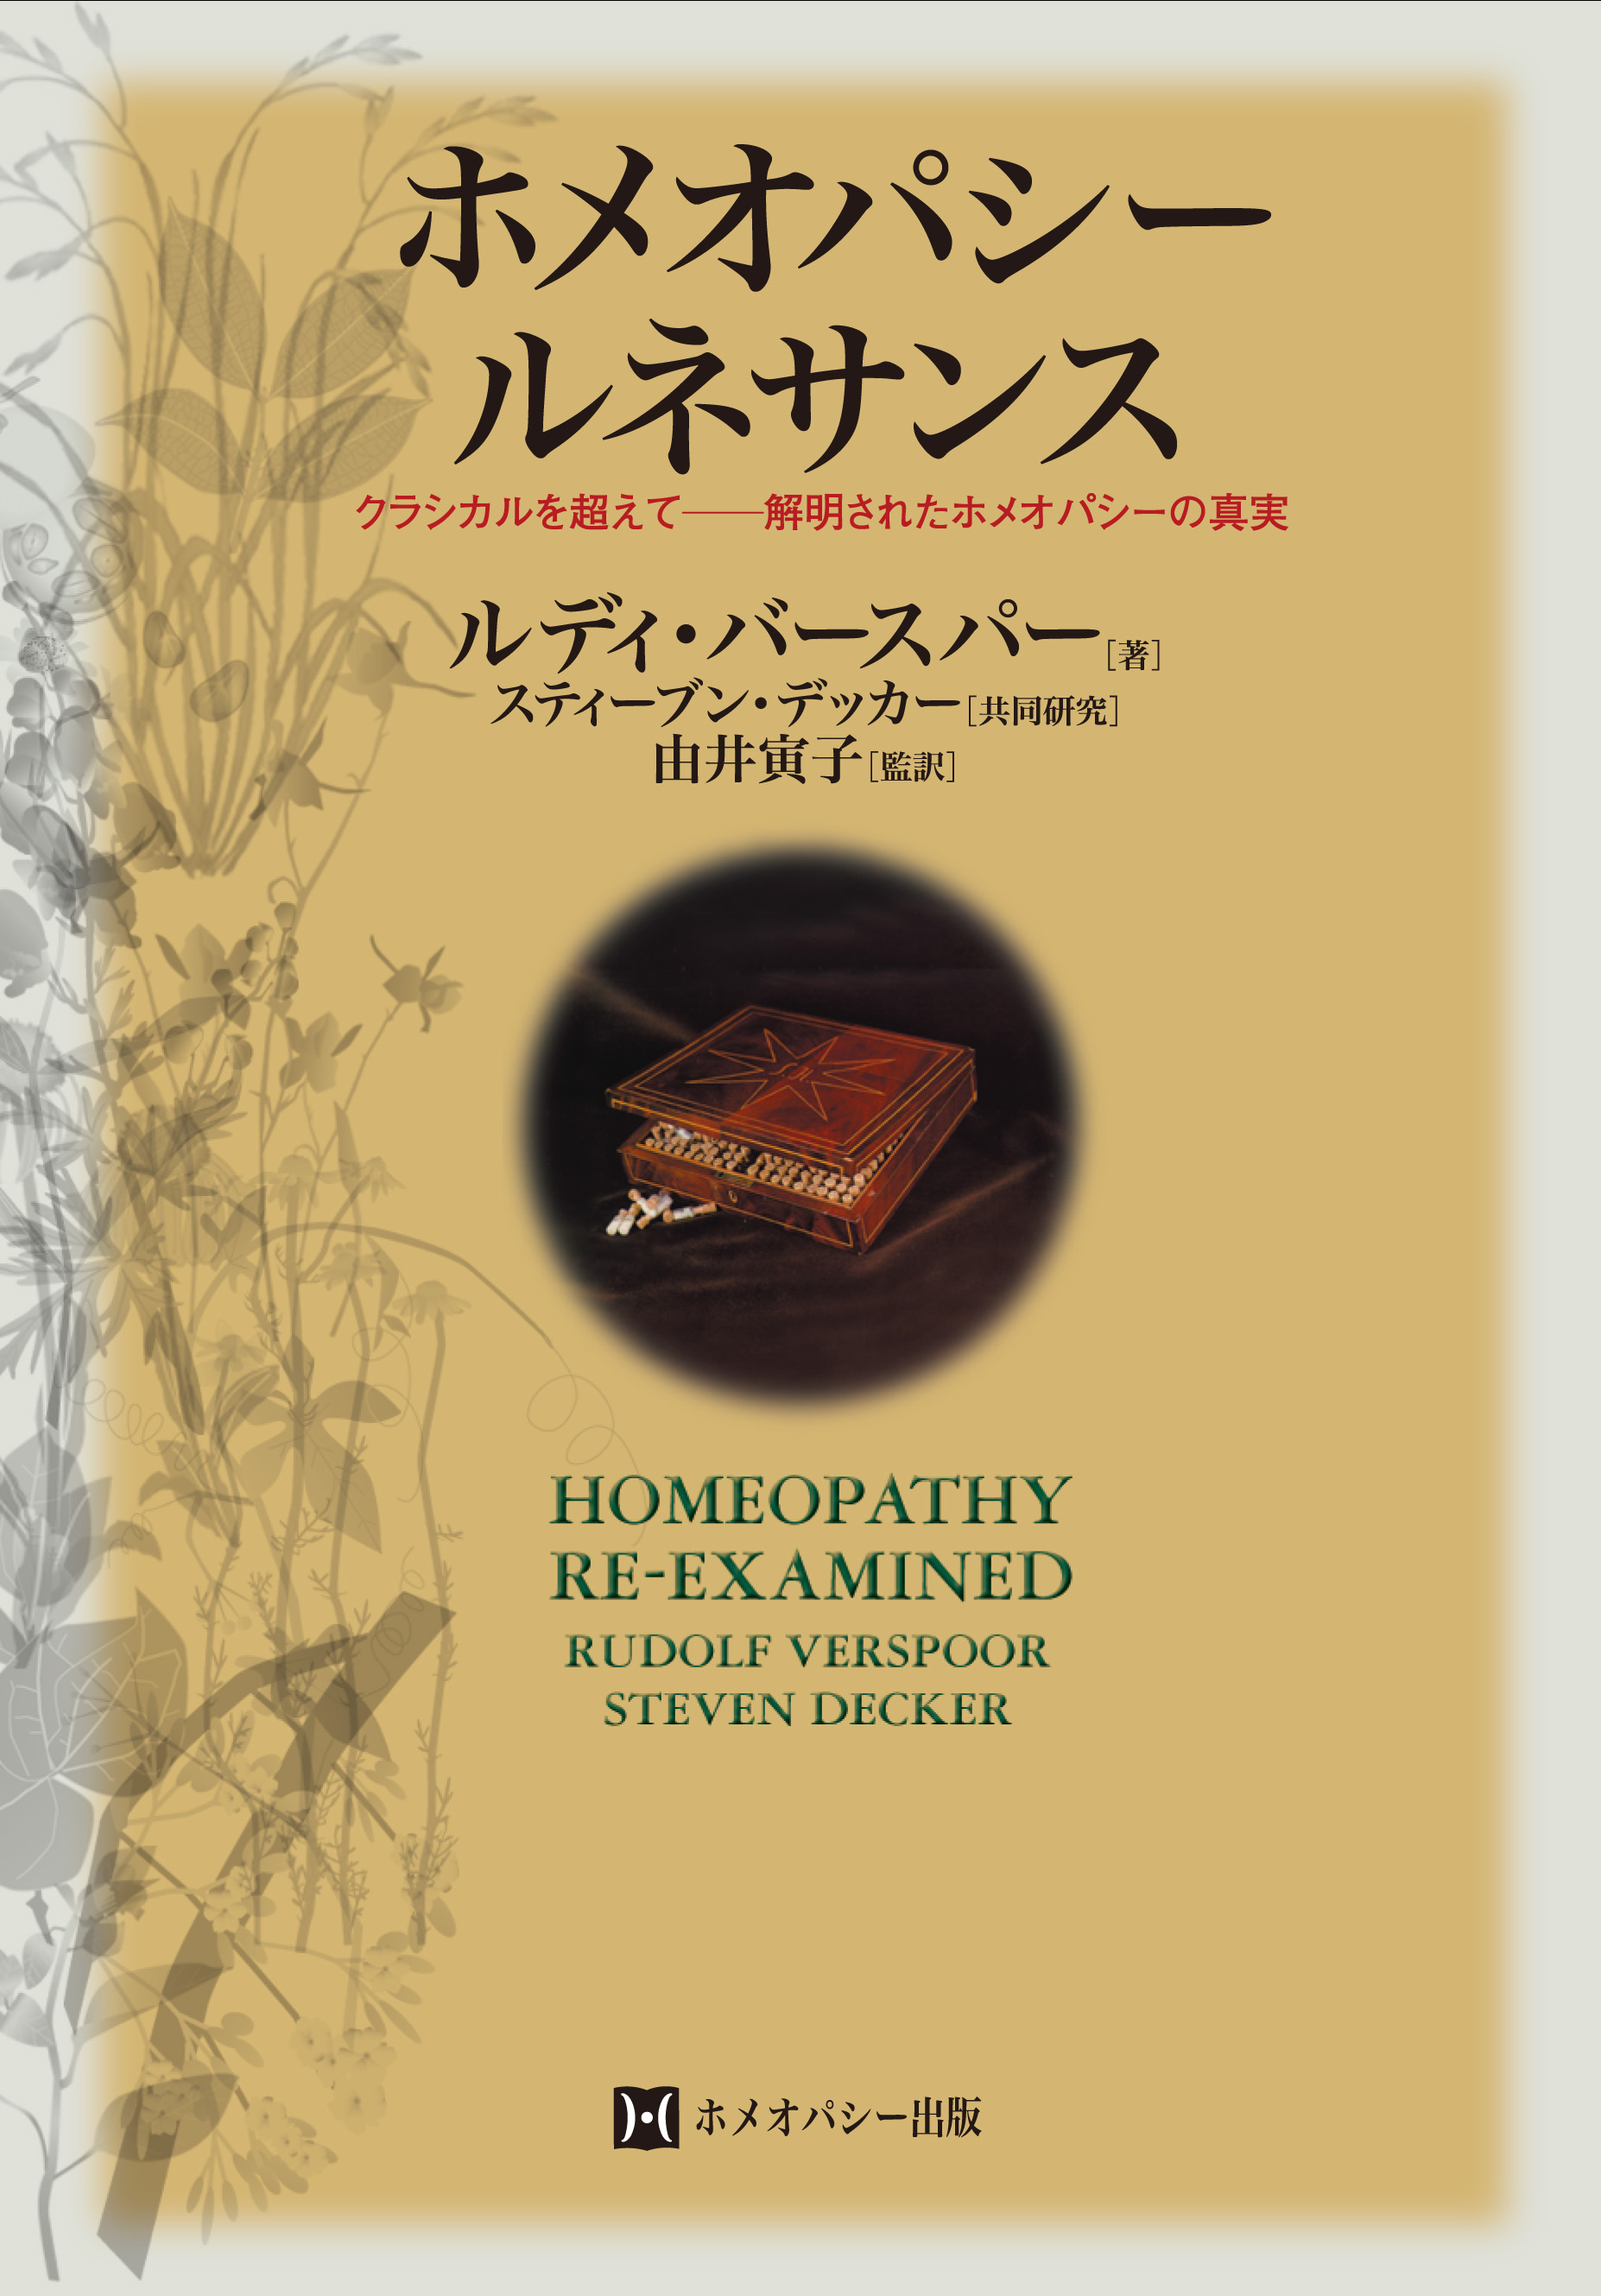 ホメオパシー
ルネサンス
クラシカルを超えて――解明されたホメオパシーの真実
ルディ・バースパー[著]
スティーブン・デッカー[共同研究]
由井寅子[監訳]
HOMEOPATHY
RE-EXAMINED
RUDOLF VERSPOOR
STEVEN DECKER
ホメオパシー出版